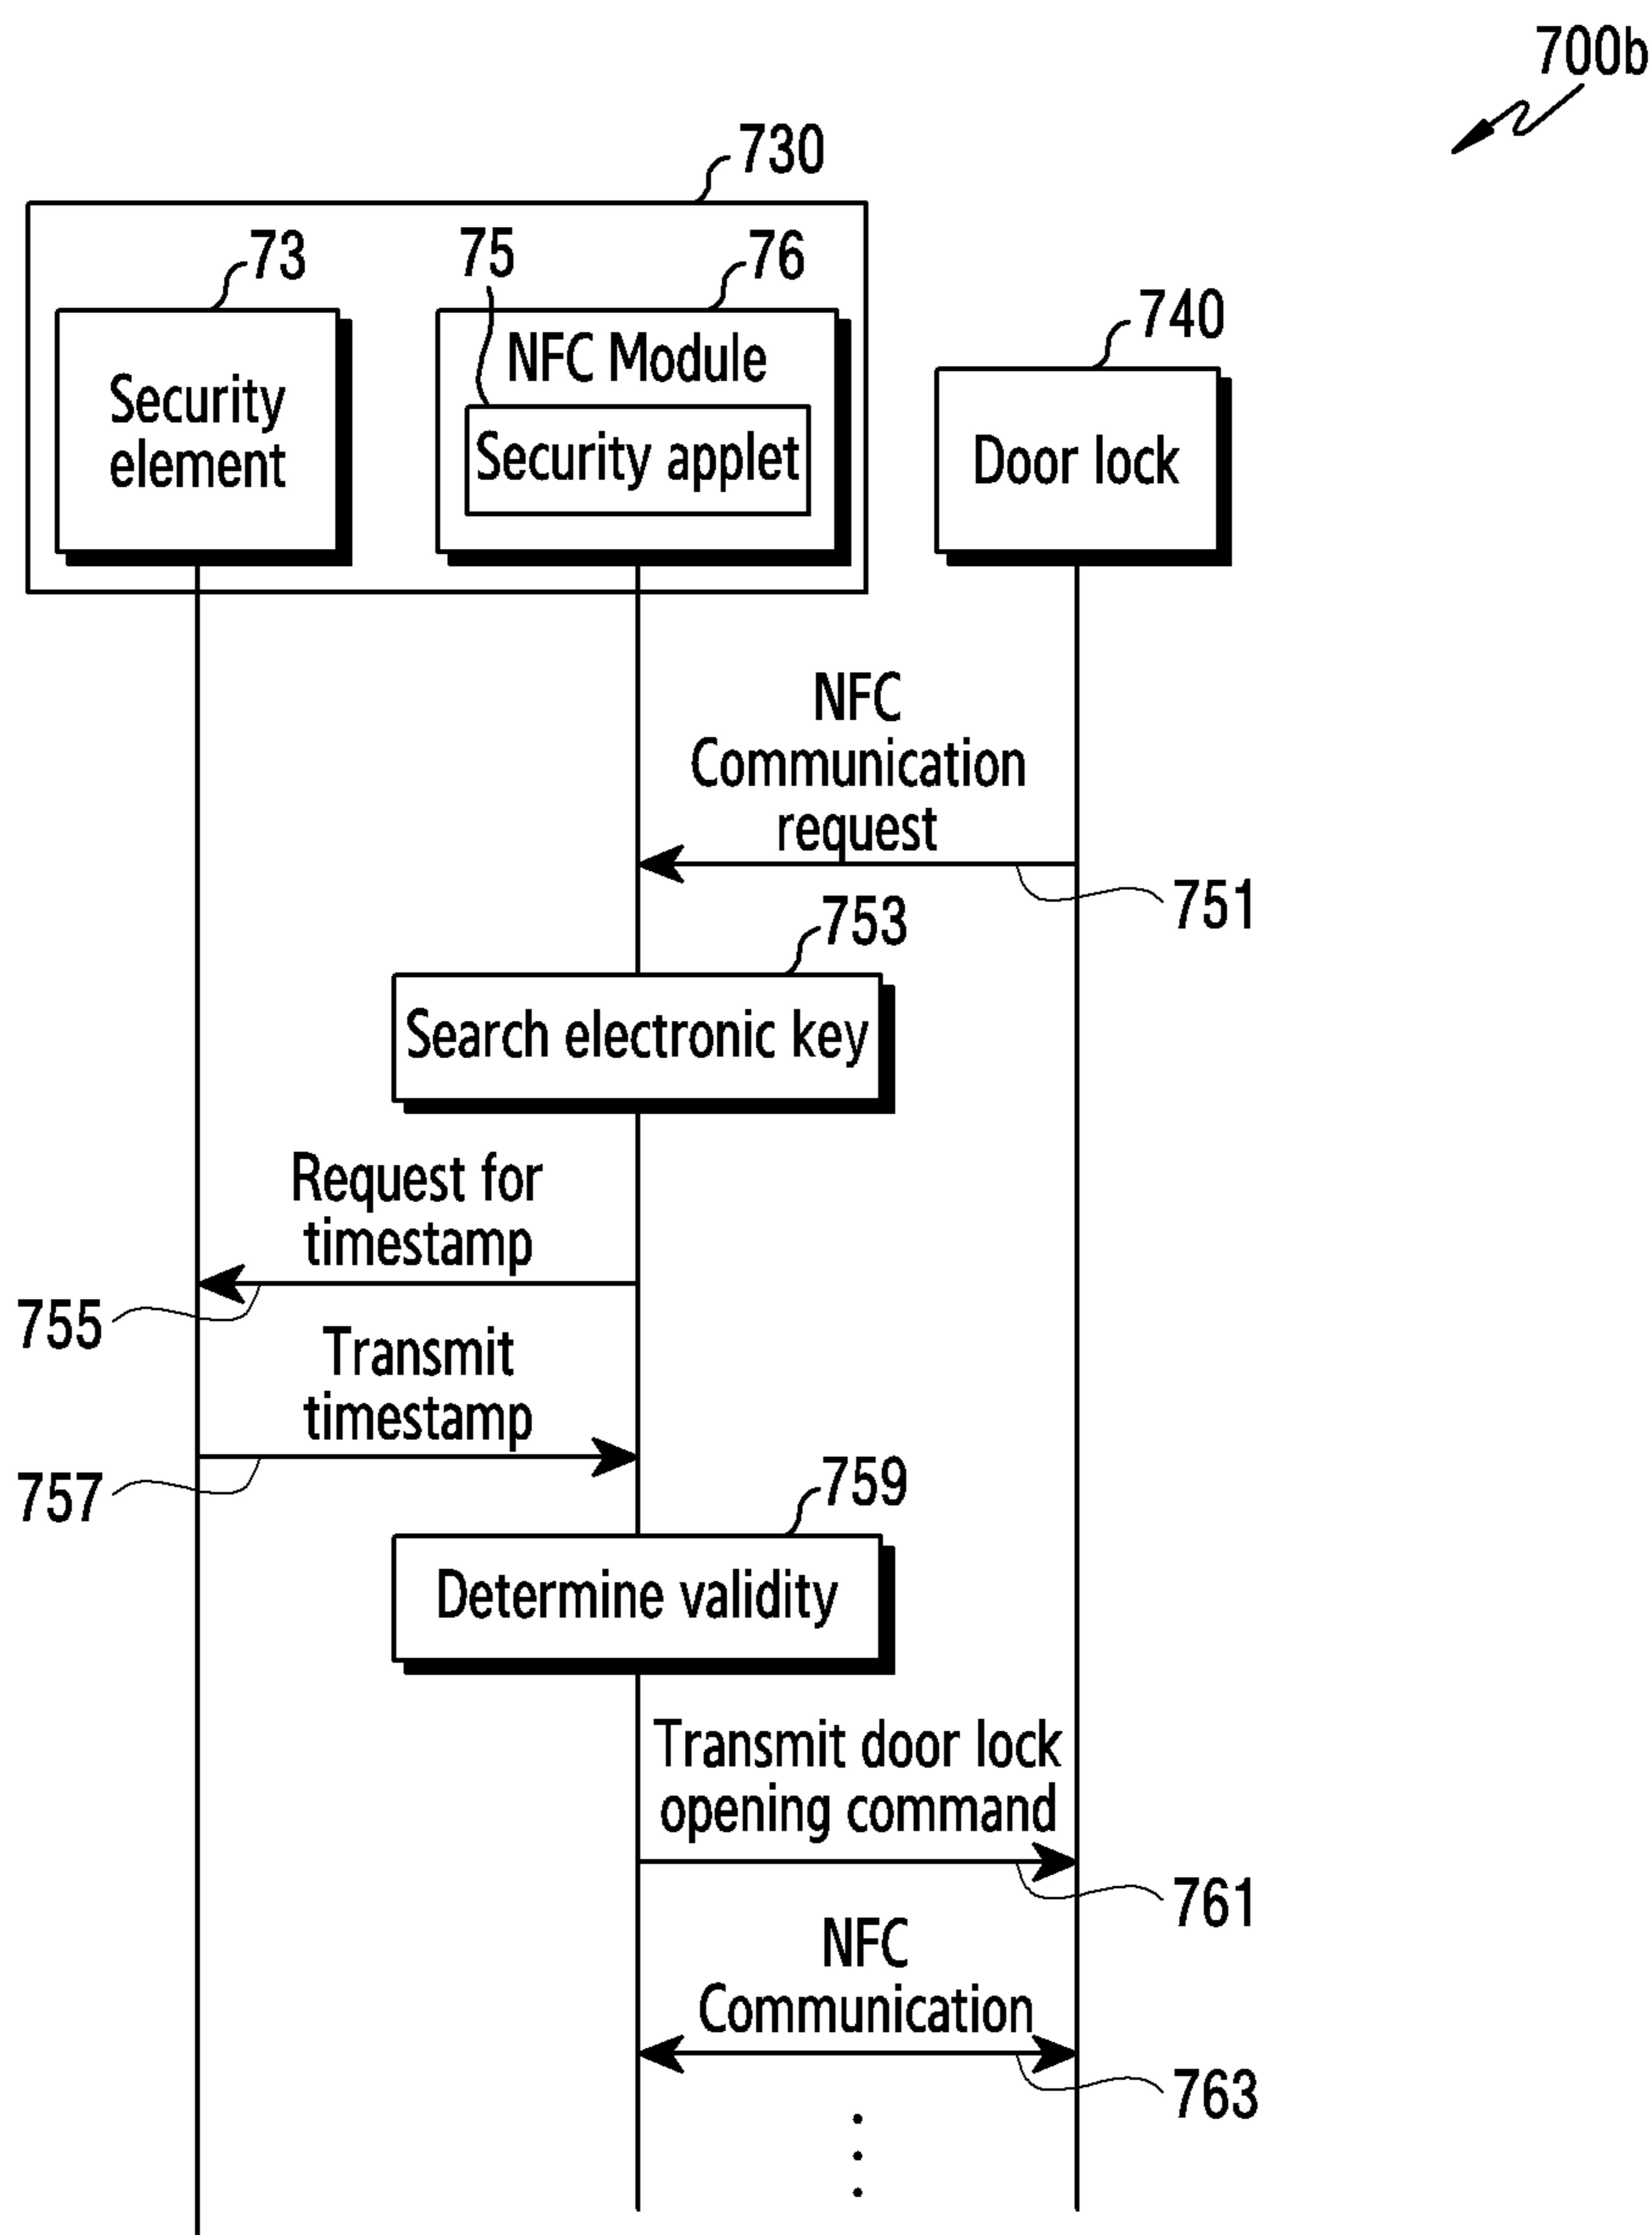 700b
730
73
75
76
740
Security
element
NFC Module
Security applet
Door lock
NFC
Communication
request
751
753
Search electronic key
Request for
timestamp
755
Transmit
timestamp
757
759
Determine validity
Transmit door lock
opening command
761
NFC
Communication
763